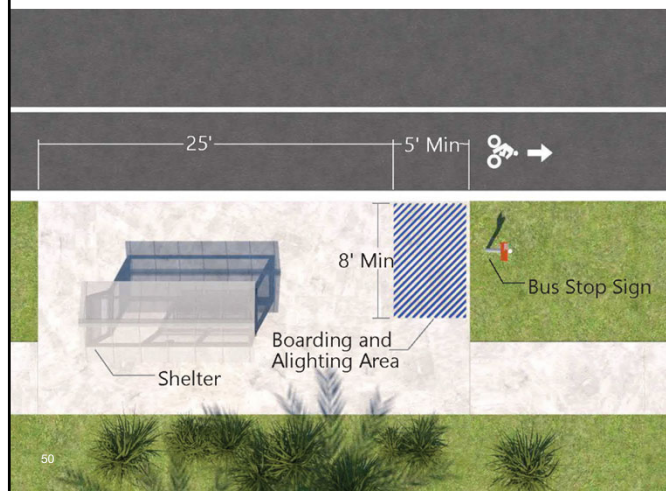 25'
5' Min
8' Min
Bus Stop Sign
Boarding and
Alighting Area
Shelter
50